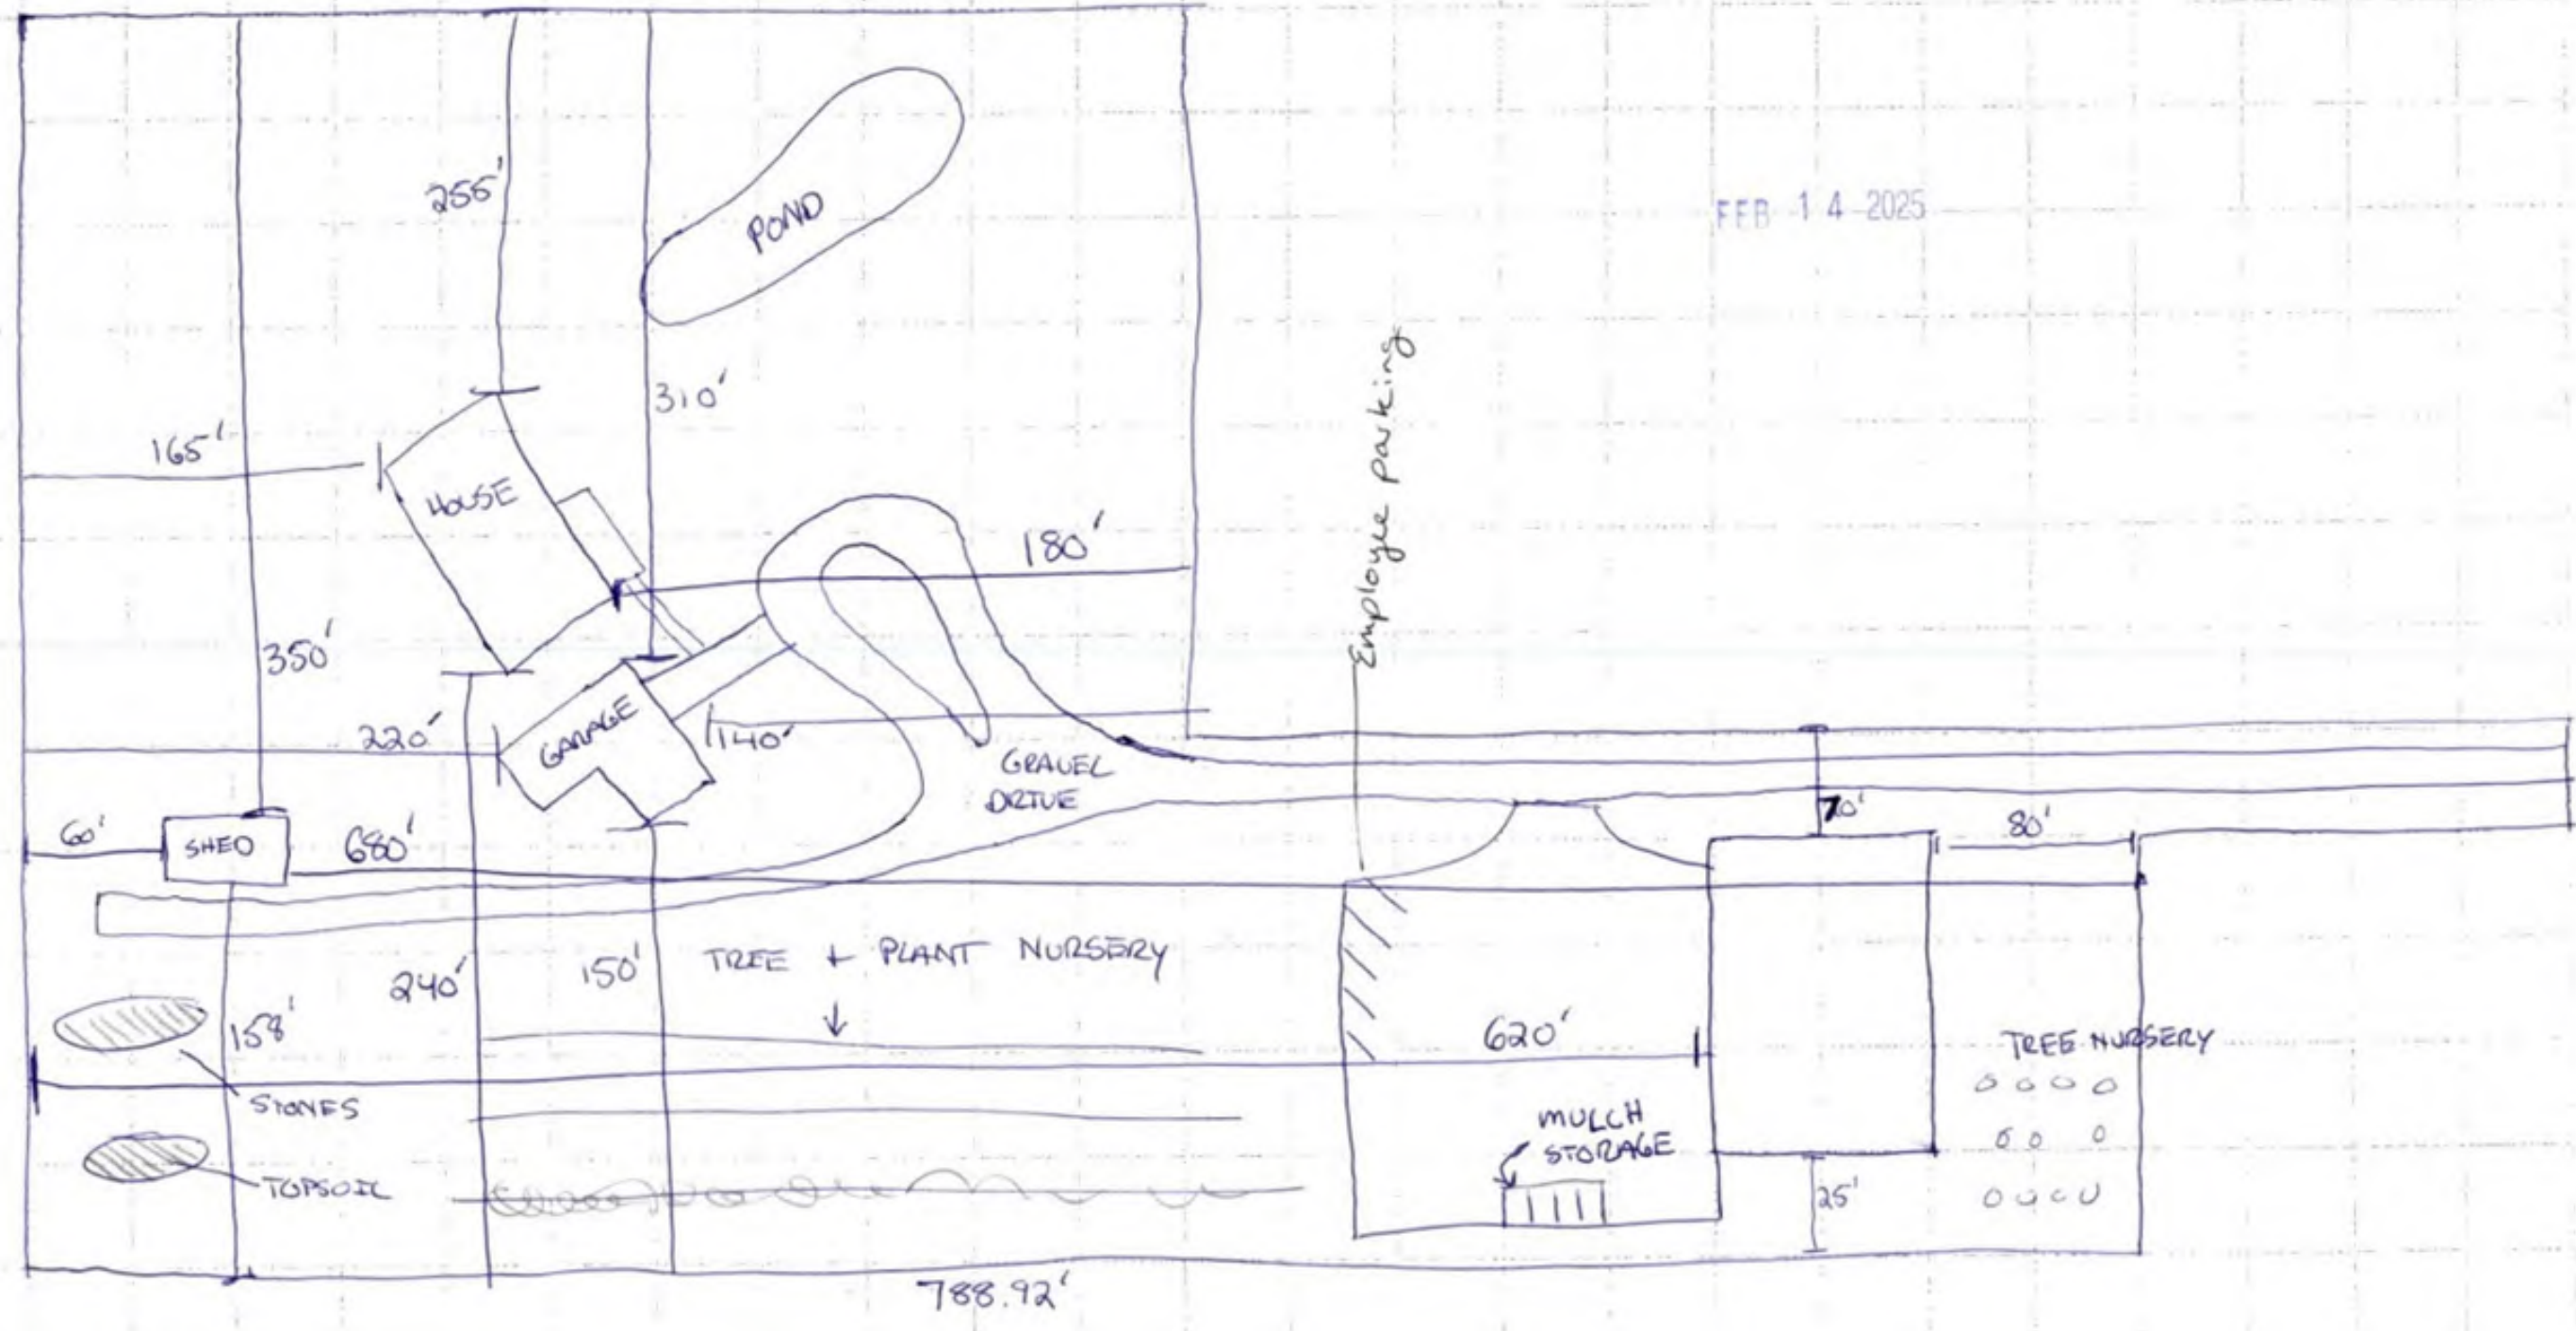 255'
POND
FEB 14 2025
310'
165'
HOUSE
180'
Employee parking
350'
220'
GARAGE
140'
GRAVEL
DRIVE
70'
80'
60'
SHED
680'
240'
150'
TREE + PLANT NURSERY
158'
620'
TREE NURSERY
STONES
MULCH
STORAGE
TOPSOIL
25'
788.92'